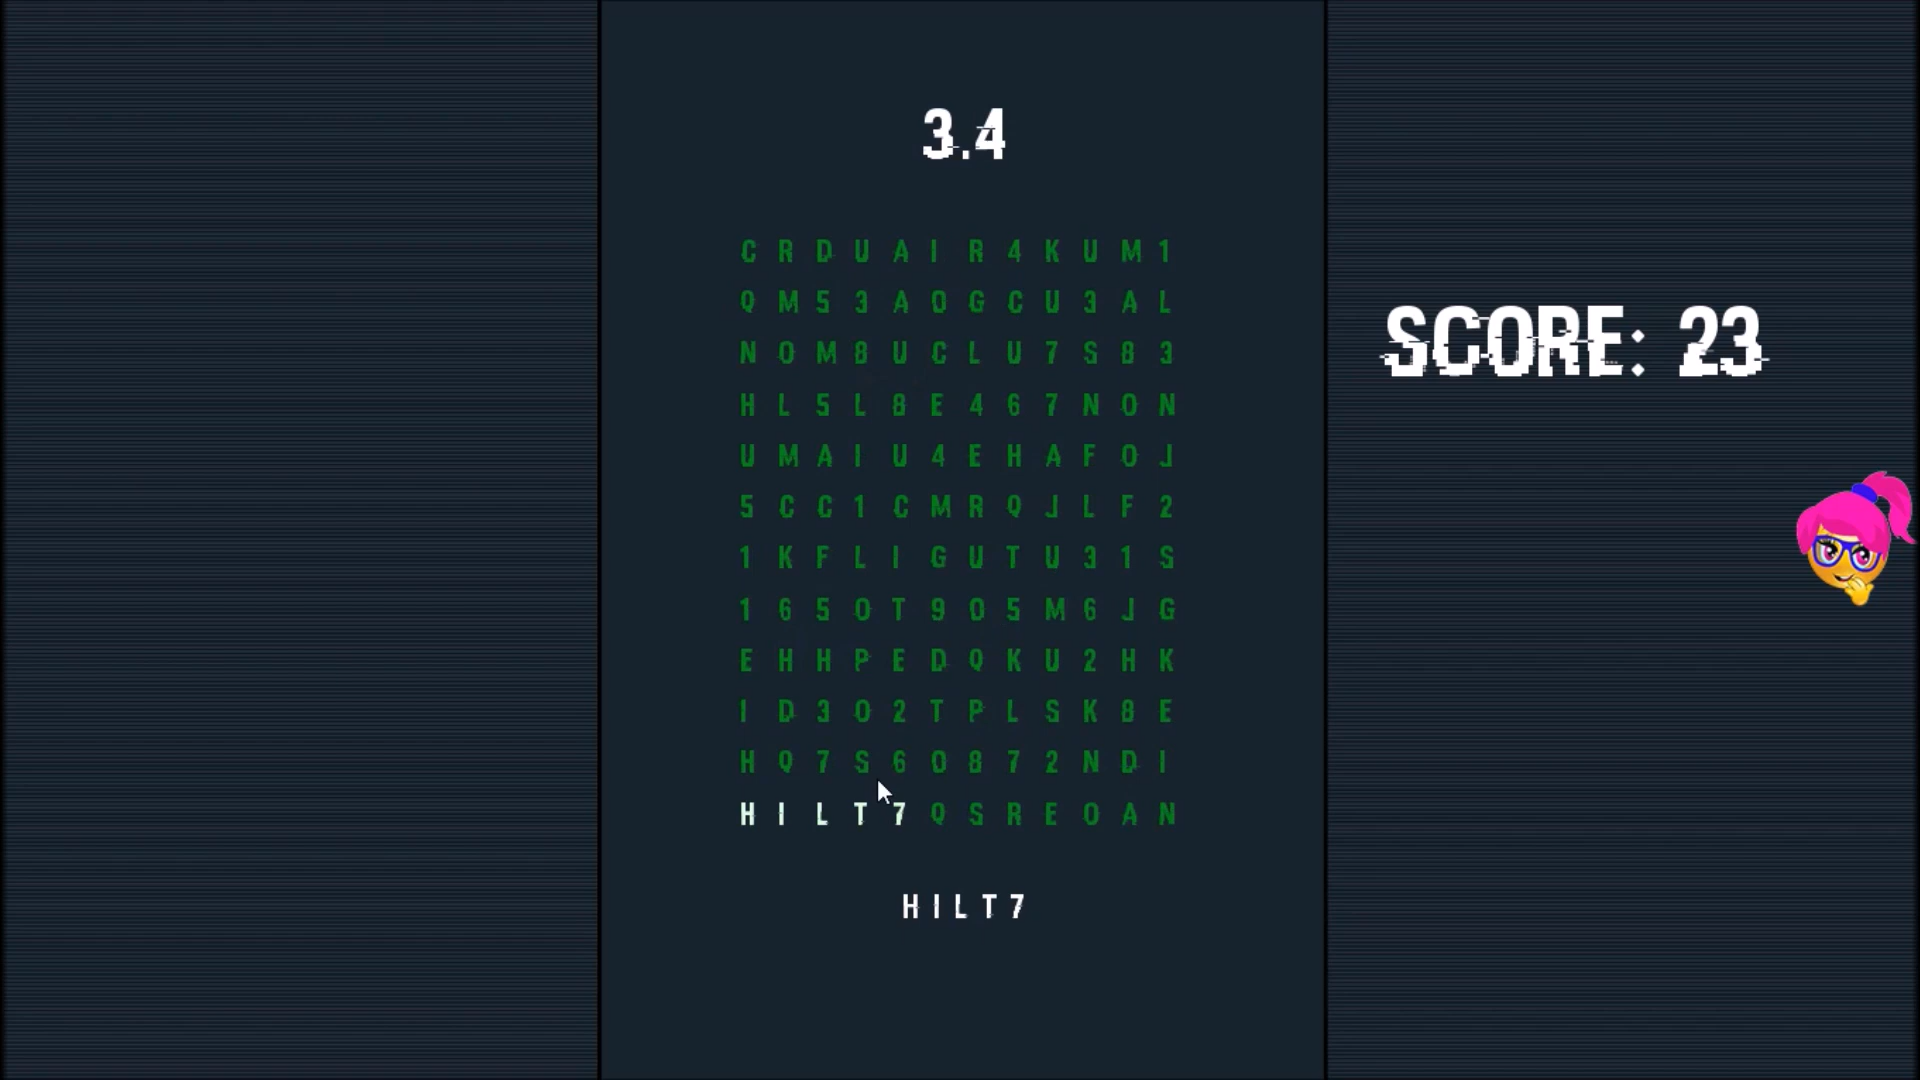 3.4
C R D U A I R 4 K U M 1
Q M 5 3 A O G C U 3 A L
SCORE: 23
N O M 8 U C L U 7 S 8 3
H L 5 L 8 E 4 6 7 N O N
U M A I U 4 E H A F O J
5 C C 1 C M R Q J L F 2
1 K F L I G U T U 3 1 S
1 6 5 O T 9 O 5 M 6 J G
E H H P E D Q K U 2 H K
I D 3 O 2 T P L S K 8 E
H Q 7 S 6 O 8 7 2 N D I
H I L T 7 Q S R E O A N
H I L T 7